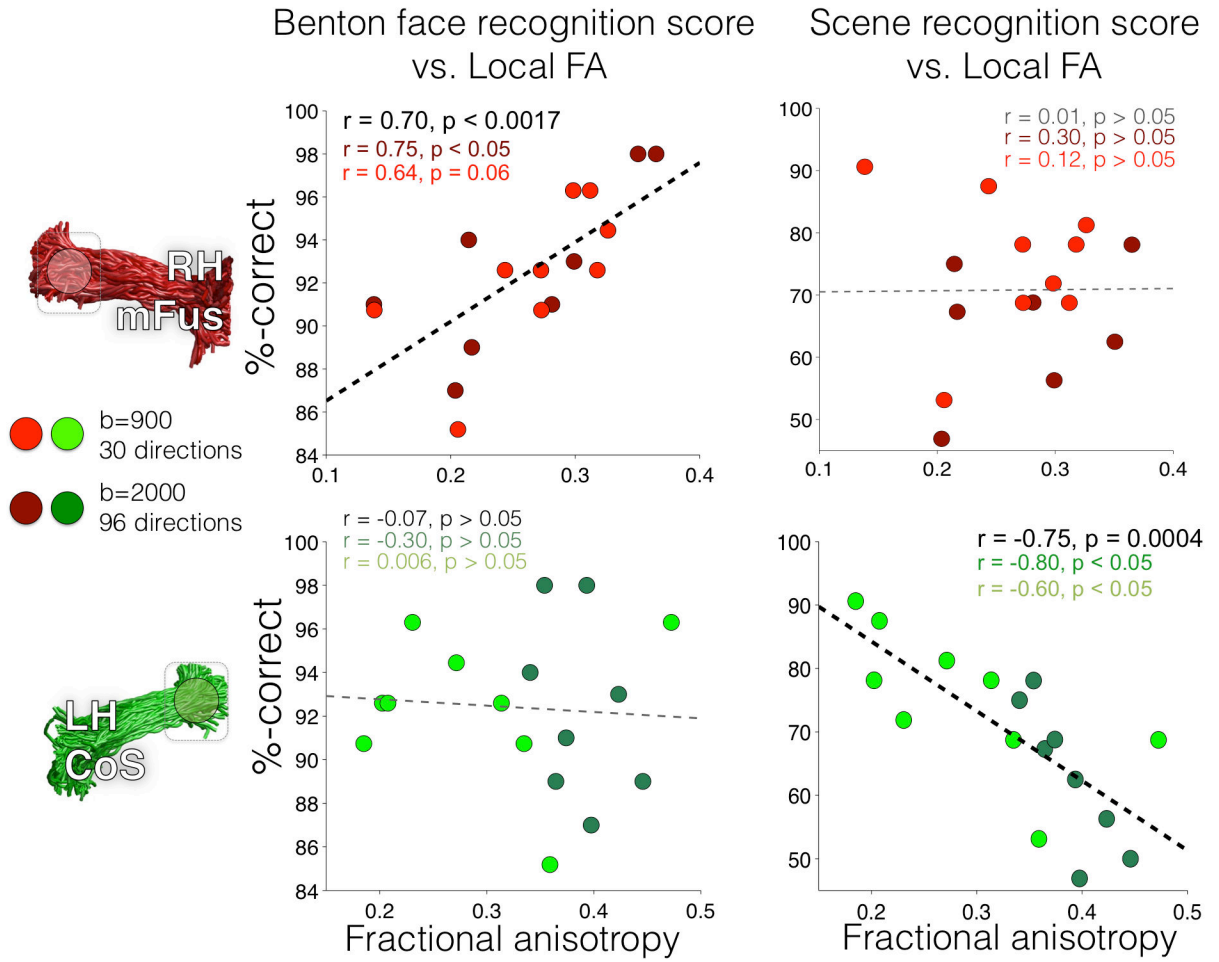 Benton face recognition score
vs. Local FA
Scene recognition score
vs. Local FA
r = 0.70, p < 0.0017
r = 0.75, p < 0.05
r = 0.64, p = 0.06
100
98
96
94
92
90
88
86
84
0.1
0.2
0.3
0.4
%-correct
r = 0.01, p > 0.05
r = 0.30, p > 0.05
r = 0.12, p > 0.05
100
90
80
70
60
50
0.1
0.2
0.3
0.4
RH
mFus
b=900
30 directions
b=2000
96 directions
LH
CoS
r = -0.07, p > 0.05
r = -0.30, p > 0.05
r = 0.006, p > 0.05
100
98
96
94
92
90
88
86
84
0.2
0.3
0.4
0.5
%-correct
Fractional anisotropy
r = -0.75, p = 0.0004
r = -0.80, p < 0.05
r = -0.60, p < 0.05
100
90
80
70
60
50
0.2
0.3
0.4
0.5
Fractional anisotropy